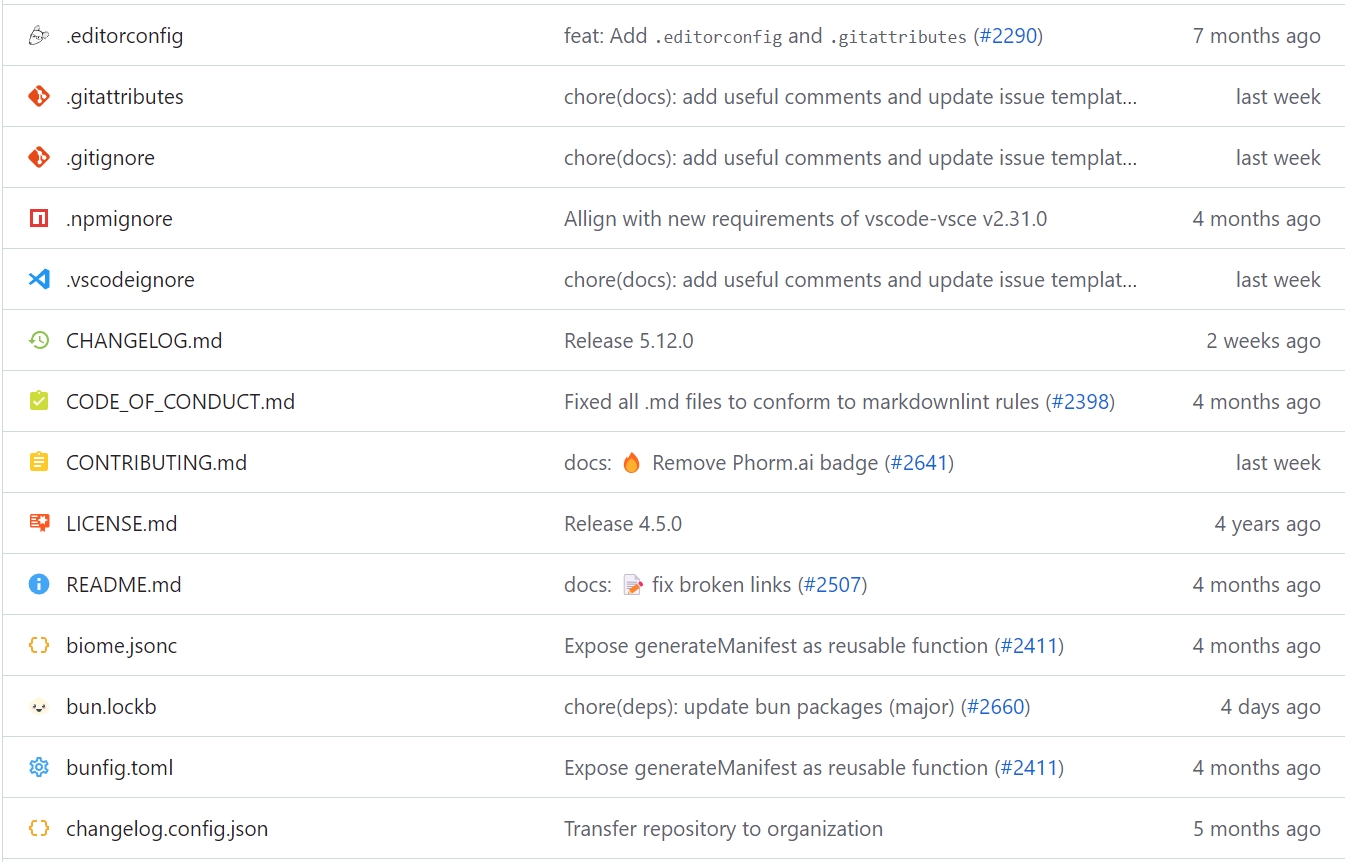 .editorconfig feat: Add .editorconfig and .gitattributes (#2290) 7 months ago
.gitattributes chore(docs): add useful comments and update issue templat... last week
.gitignore chore(docs): add useful comments and update issue templat... last week
.npmignore Allign with new requirements of vscode-vsce v2.31.0 4 months ago
.vscodeignore chore(docs): add useful comments and update issue templat... last week
CHANGELOG.md Release 5.12.0 2 weeks ago
CODE_OF_CONDUCT.md Fixed all .md files to conform to markdownlint rules (#2398) 4 months ago
CONTRIBUTING.md docs: 🔥 Remove Phorm.ai badge (#2641) last week
LICENSE.md Release 4.5.0 4 years ago
README.md docs: 📝 fix broken links (#2507) 4 months ago
biome.jsonc Expose generateManifest as reusable function (#2411) 4 months ago
bun.lockb chore(deps): update bun packages (major) (#2660) 4 days ago
bunfig.toml Expose generateManifest as reusable function (#2411) 4 months ago
changelog.config.json Transfer repository to organization 5 months ago